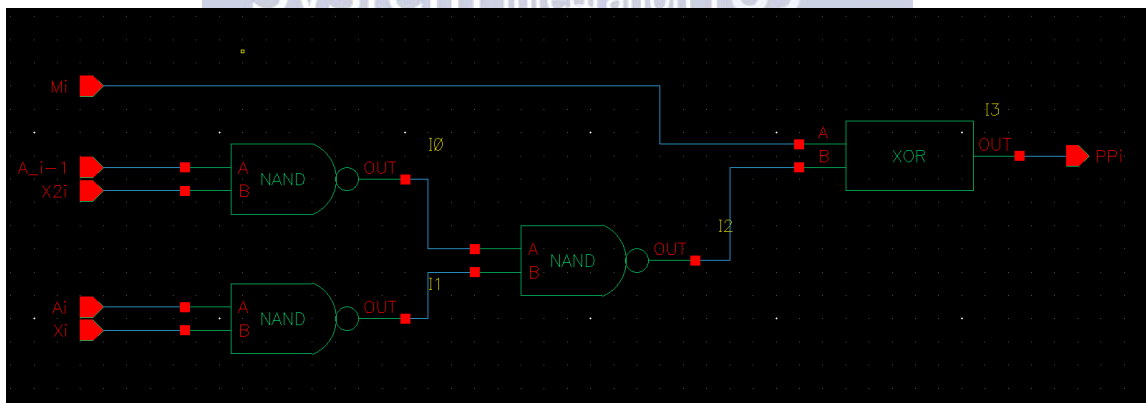 Mi
I3
A
OUT
B
XOR
PPi
I0
A_i-1
A
OUT
NAND
X2i
B
I2
A
OUT
NAND
B
I1
Ai
A
OUT
NAND
Xi
B